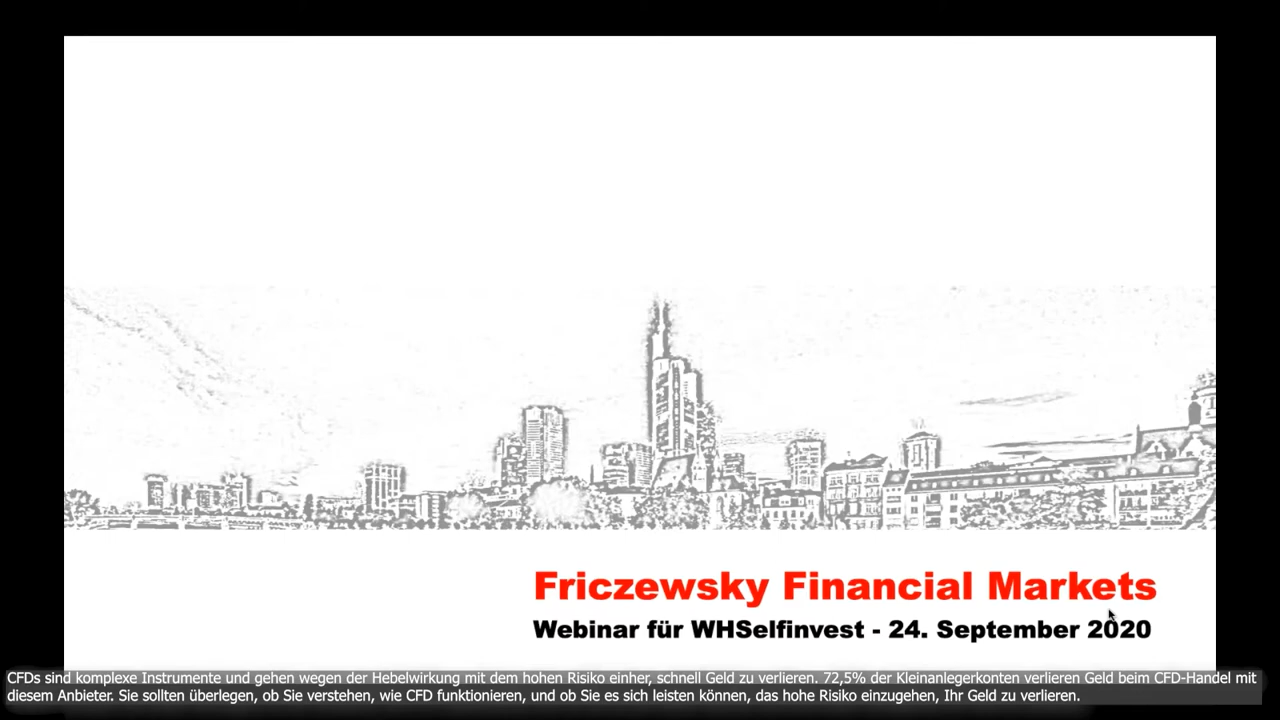 Friczewsky Financial Markets
Webinar für WHSelfinvest - 24. September 2020
CFDs sind komplexe Instrumente und gehen wegen der Hebelwirkung mit dem hohen Risiko einher, schnell Geld zu verlieren. 72,5% der Kleinanlegerkonten verlieren Geld beim CFD-Handel mit
diesem Anbieter. Sie sollten überlegen, ob Sie verstehen, wie CFD funktionieren, und ob Sie es sich leisten können, das hohe Risiko einzugehen, Ihr Geld zu verlieren.